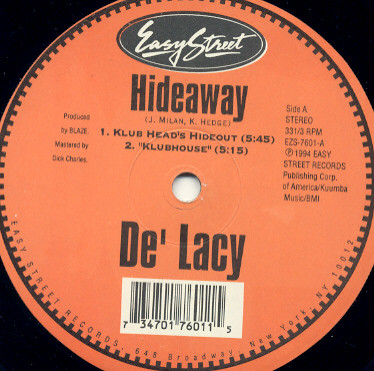 Easy Street
Hideaway
(J. MILAN, K. HEDGE)
1. KLUB HEAD'S HIDEOUT (5:45)
2. "KLUBHOUSE" (5:15)
Produced
by BLAZE.
Mastered by
Dick Charles.
Side A
STEREO
331/3 RPM
EZS-7601-A
Ⓟ 1994 EASY
STREET RECORDS
Publishing Corp.
of America/Kuumba
Music/BMI
De' Lacy
7 34701 76011 5
EASY STREET RECORDS, 648 Broadway, New York, NY 10012